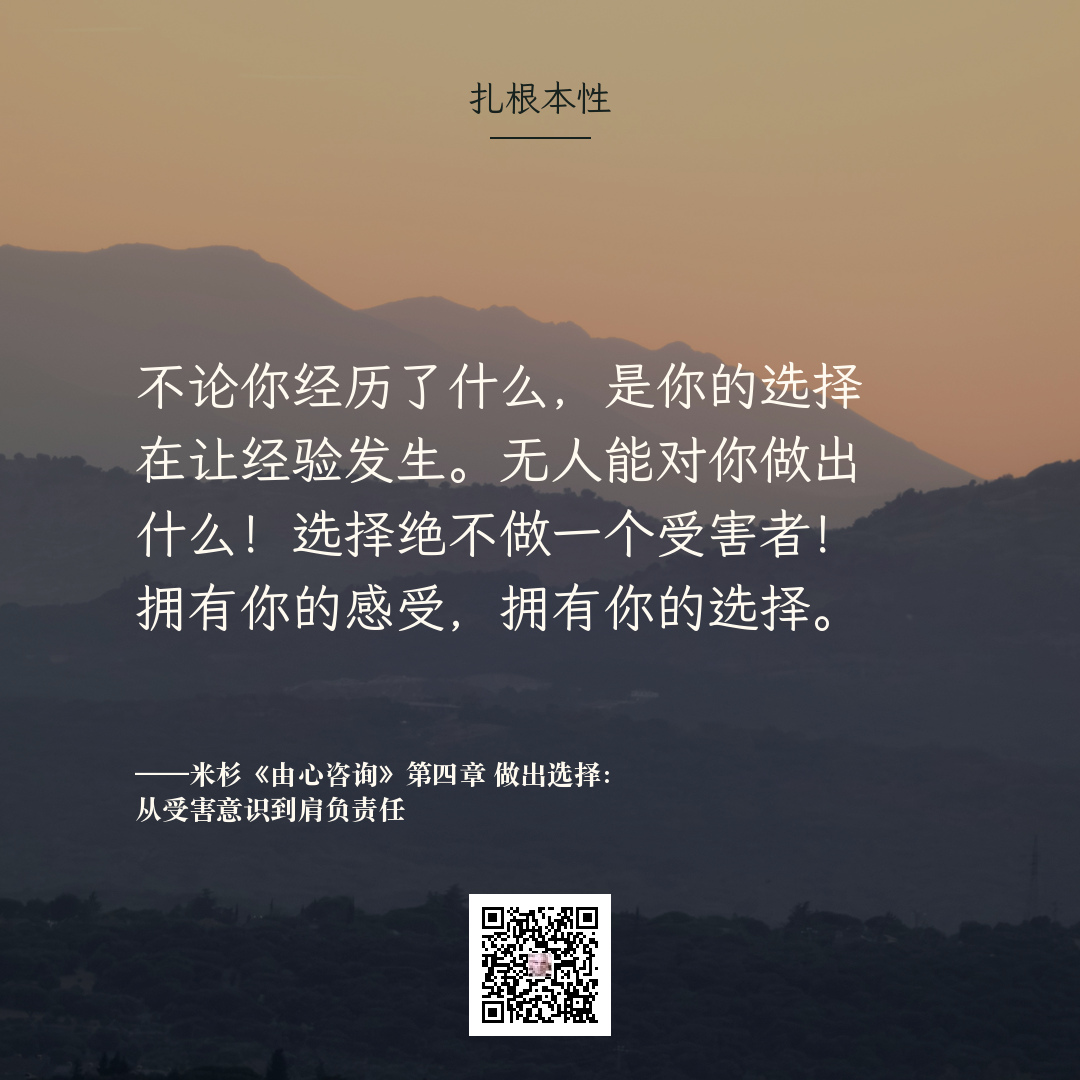 扎根本性
不论你经历了什么，是你的选择
在让经验发生。无人能对你做出
什么！选择绝不做一个受害者！
拥有你的感受，拥有你的选择。
——米杉《由心咨询》第四章 做出选择：
从受害意识到肩负责任